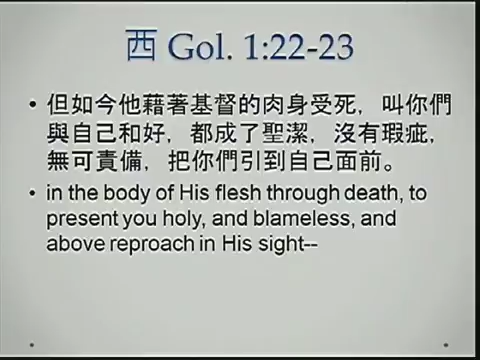 西 Gol. 1:22-23
• 但如今他藉著基督的肉身受死，叫你們
與自己和好，都成了聖潔，沒有瑕疵，
無可責備，把你們引到自己面前。
• in the body of His flesh through death, to
present you holy, and blameless, and
above reproach in His sight--